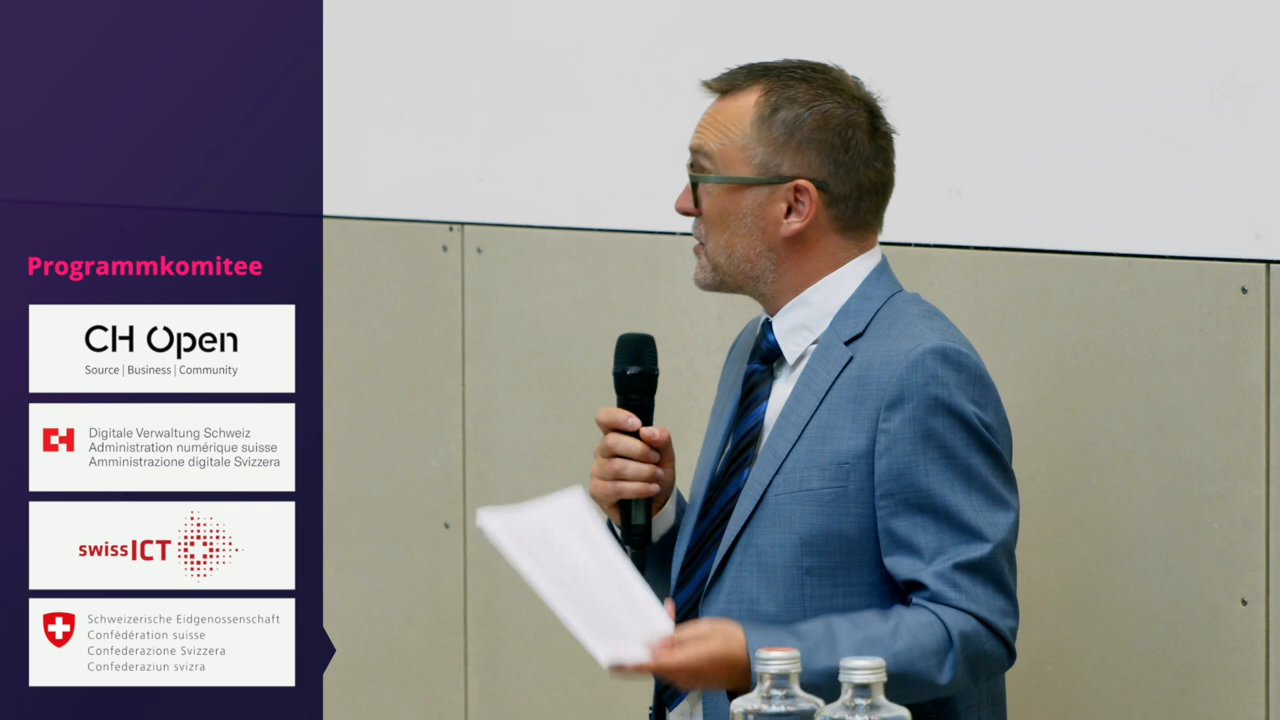 Programmkomitee
CH Open
Source | Business | Community
Digitale Verwaltung Schweiz
Administration numérique suisse
Amministrazione digitale Svizzera
swissICT
Schweizerische Eidgenossenschaft
Confédération suisse
Confederazione Svizzera
Confederaziun svizra